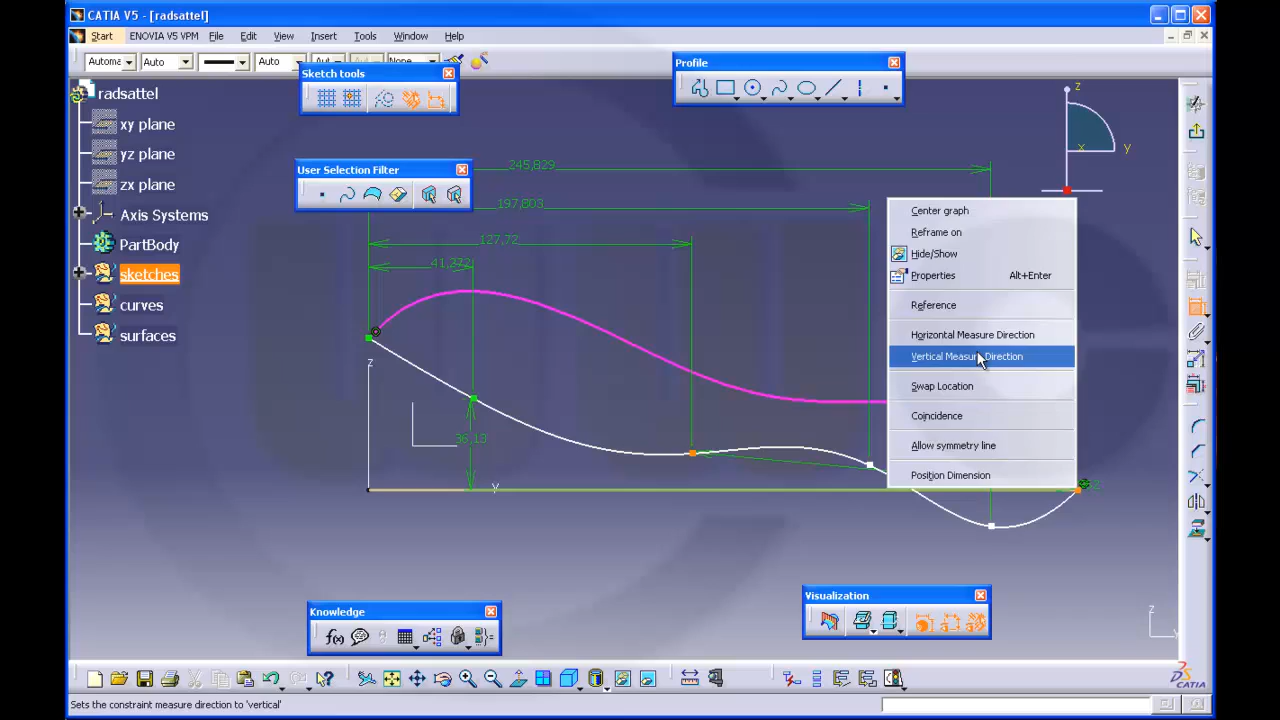 CATIA V5 - [radsattel]
Start ENOVIA V5 VPM File Edit View Insert Tools Window Help
Automa Auto Auto Aut None
Sketch tools
Profile
User Selection Filter
radsattel
xy plane
yz plane
zx plane
Axis Systems
PartBody
sketches
curves
surfaces
z
x
y
245,829
197,803
127,72
41,272
36,13
z
Y
Center graph
Reframe on
Hide/Show
Properties Alt+Enter
Reference
Horizontal Measure Direction
Vertical Measure Direction
Swap Location
Coincidence
Allow symmetry line
Position Dimension
Knowledge
f(x)
Visualization
z
DS CATIA
Sets the constraint measure direction to 'vertical'